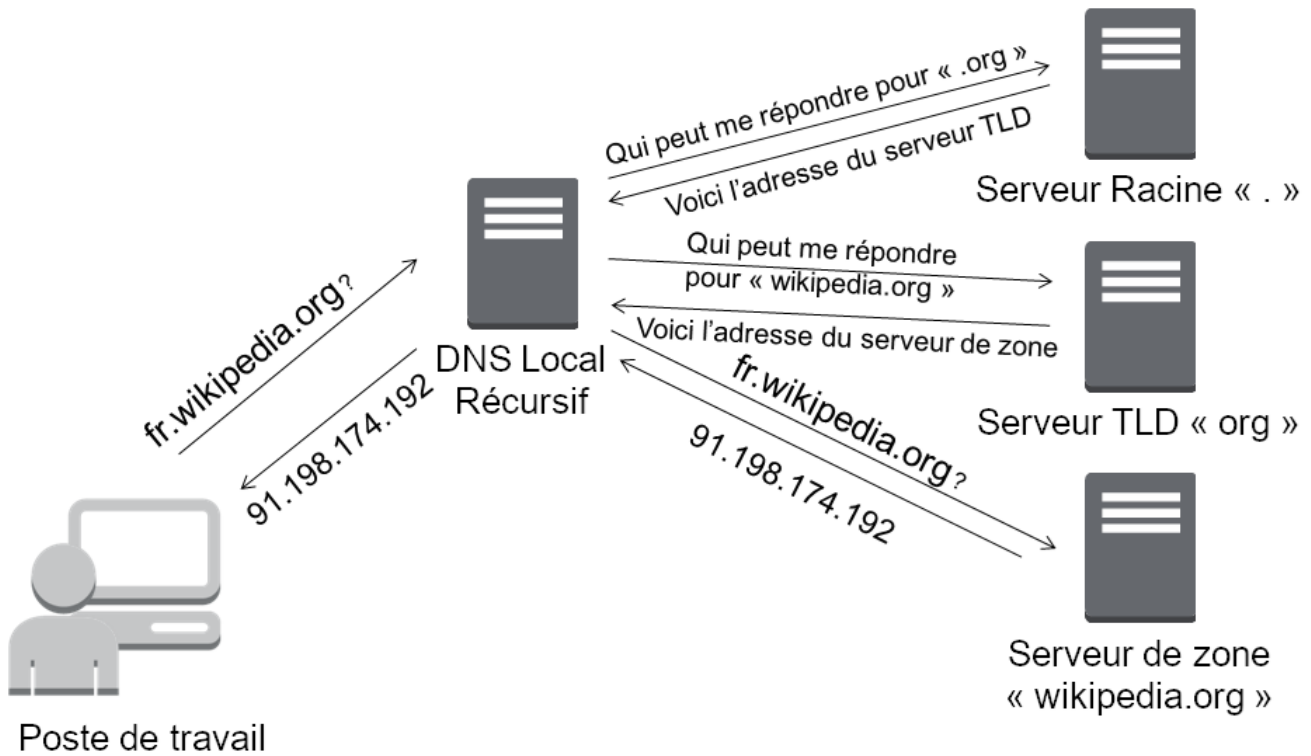 Qui peut me répondre pour « .org »
Voici l’adresse du serveur TLD
Serveur Racine « . »
Qui peut me répondre
pour « wikipedia.org »
Voici l’adresse du serveur de zone
Serveur TLD « org »
fr.wikipedia.org ?
91.198.174.192
DNS Local
Récursif
fr.wikipedia.org ?
91.198.174.192
Serveur de zone
« wikipedia.org »
Poste de travail